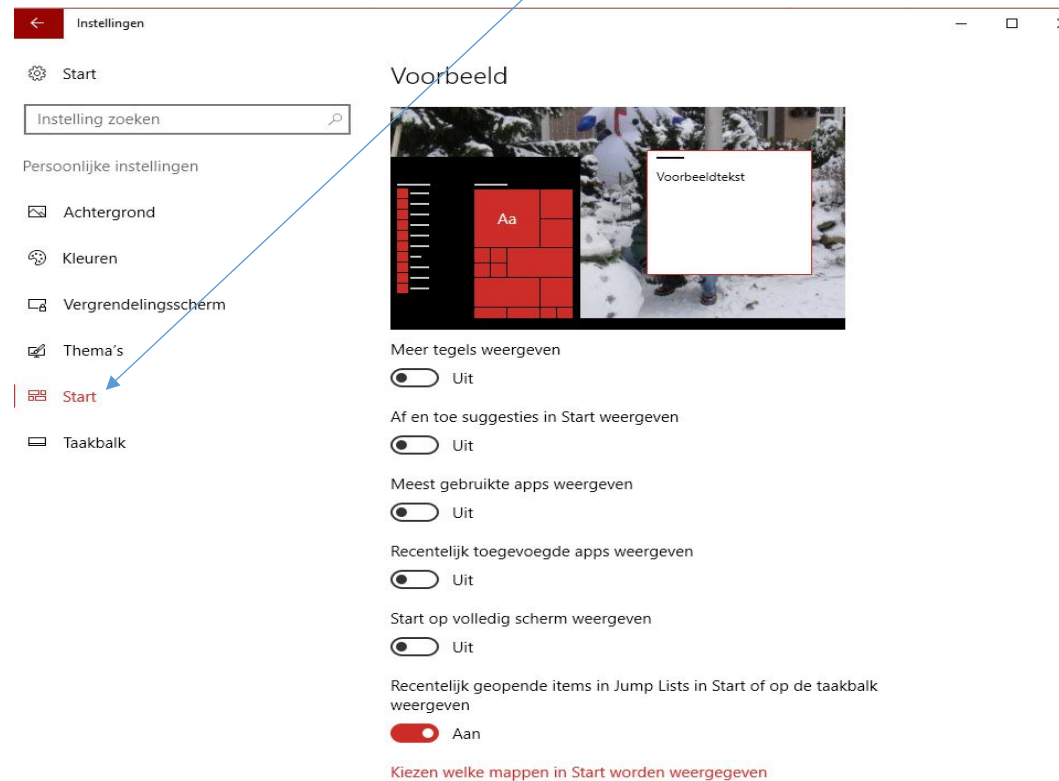 Instellingen
Start
Instelling zoeken
Persoonlijke instellingen
Achtergrond
Kleuren
Vergrendelingsscherm
Thema's
Start
Taakbalk
Voorbeeld
Aa
Voorbeeldtekst
Meer tegels weergeven
Uit
Af en toe suggesties in Start weergeven
Uit
Meest gebruikte apps weergeven
Uit
Recentelijk toegevoegde apps weergeven
Uit
Start op volledig scherm weergeven
Uit
Recentelijk geopende items in Jump Lists in Start of op de taakbalk
weergeven
Aan
Kiezen welke mappen in Start worden weergegeven